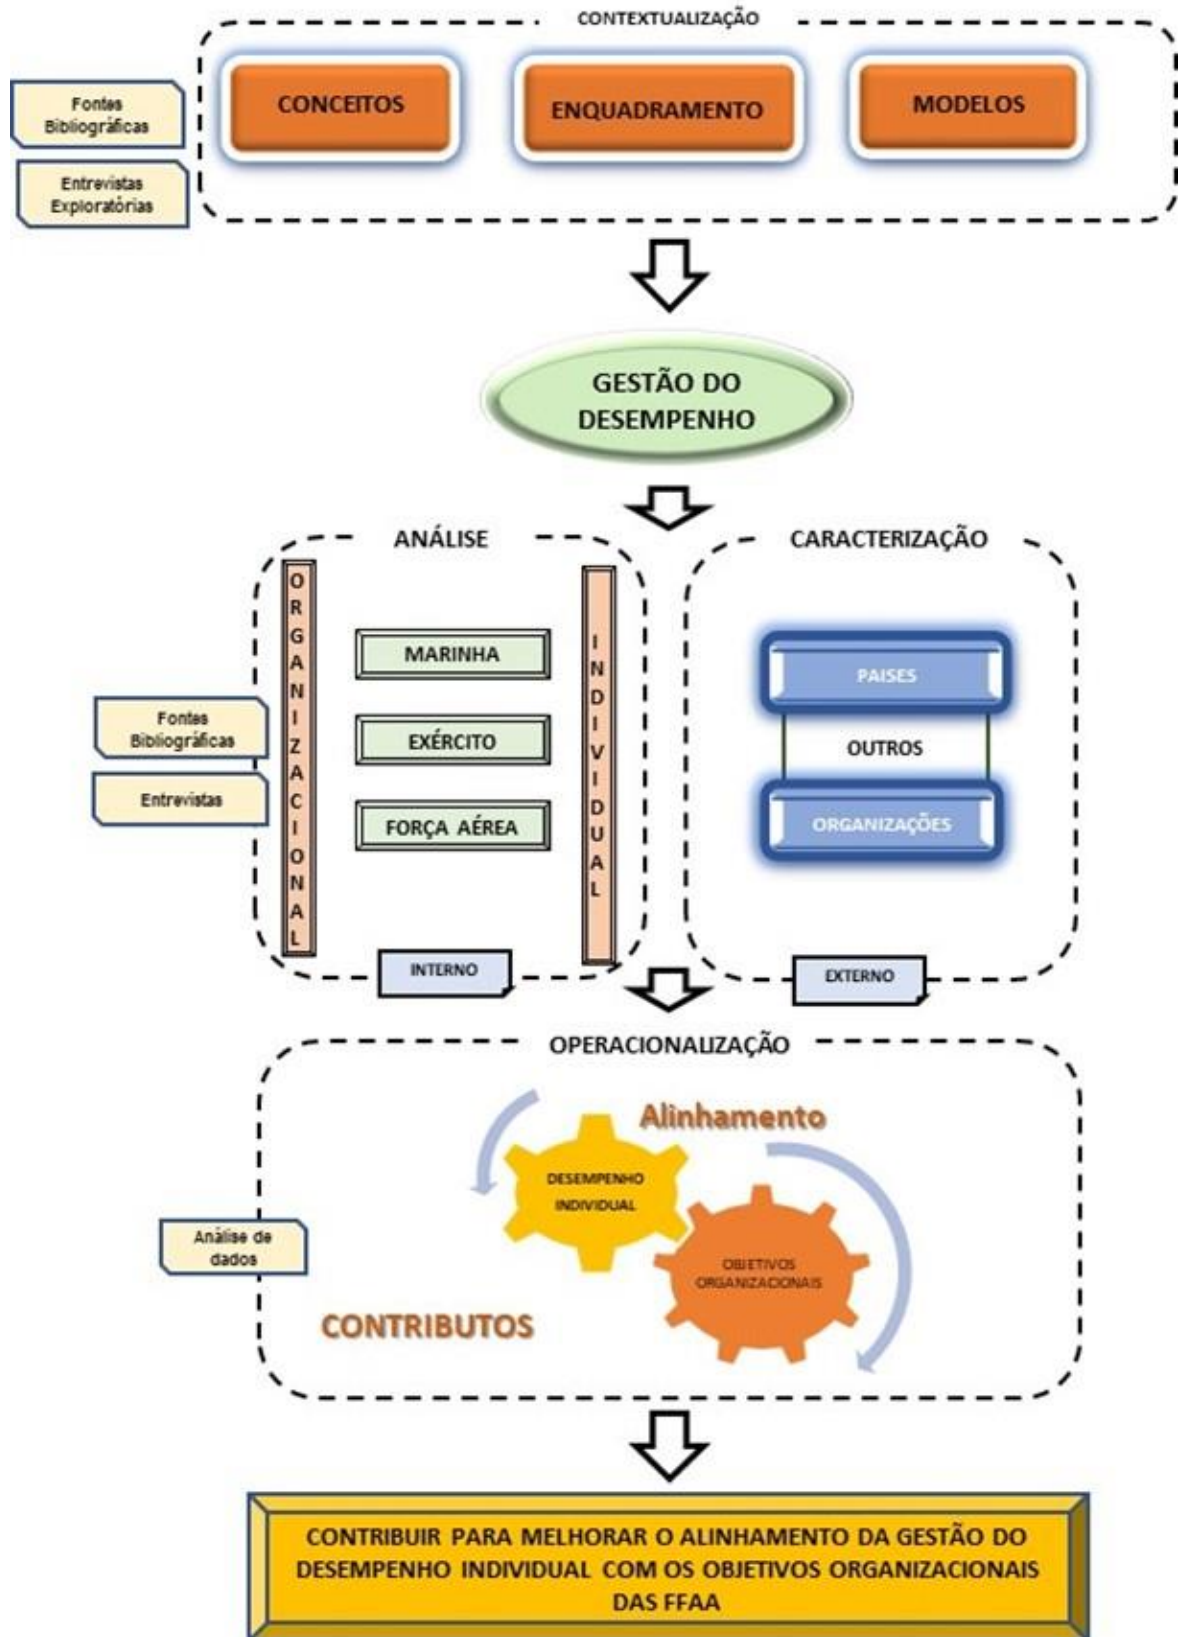 CONTEXTUALIZAÇÃO
CONCEITOS
ENQUADRAMENTO
MODELOS
Fontes
Bibliográficas
Entrevistas
Exploratórias
GESTÃO DO
DESEMPENHO
ANÁLISE
CARACTERIZAÇÃO
ORGANIZACIONAL
MARINHA
EXÉRCITO
FORÇA AÉREA
INDIVIDUAL
Fontes
Bibliográficas
Entrevistas
PAISES
OUTROS
ORGANIZAÇÕES
INTERNO
EXTERNO
OPERACIONALIZAÇÃO
Alinhamento
DESEMPENHO
INDIVIDUAL
OBJETIVOS
ORGANIZACIONAIS
Análise de
dados
CONTRIBUTOS
CONTRIBUIR PARA MELHORAR O ALINHAMENTO DA GESTÃO DO
DESEMPENHO INDIVIDUAL COM OS OBJETIVOS ORGANIZACIONAIS
DAS FFAA